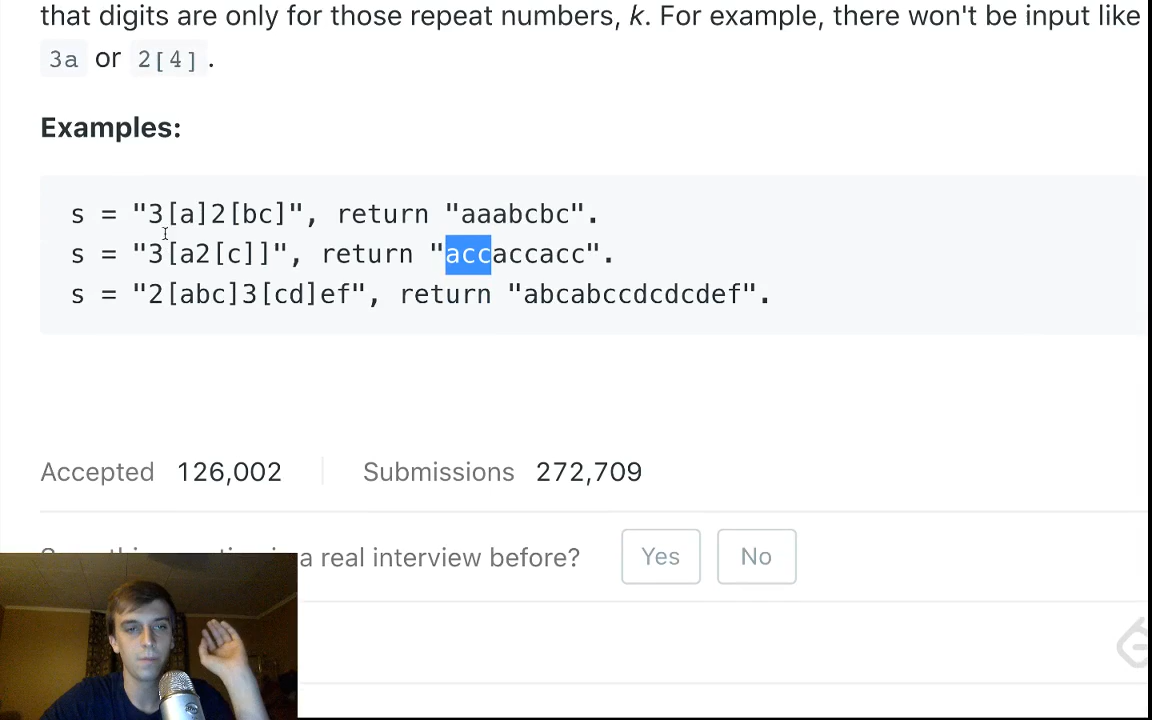 that digits are only for those repeat numbers, k. For example, there won't be input like
3a or 2[4] .
Examples:
s = "3[a]2[bc]", return "aaabcbc".
s = "3[a2[c]]", return "accaccacc".
s = "2[abc]3[cd]ef", return "abcabccdcdcdef".
Accepted 126,002 Submissions 272,709
a real interview before? Yes No